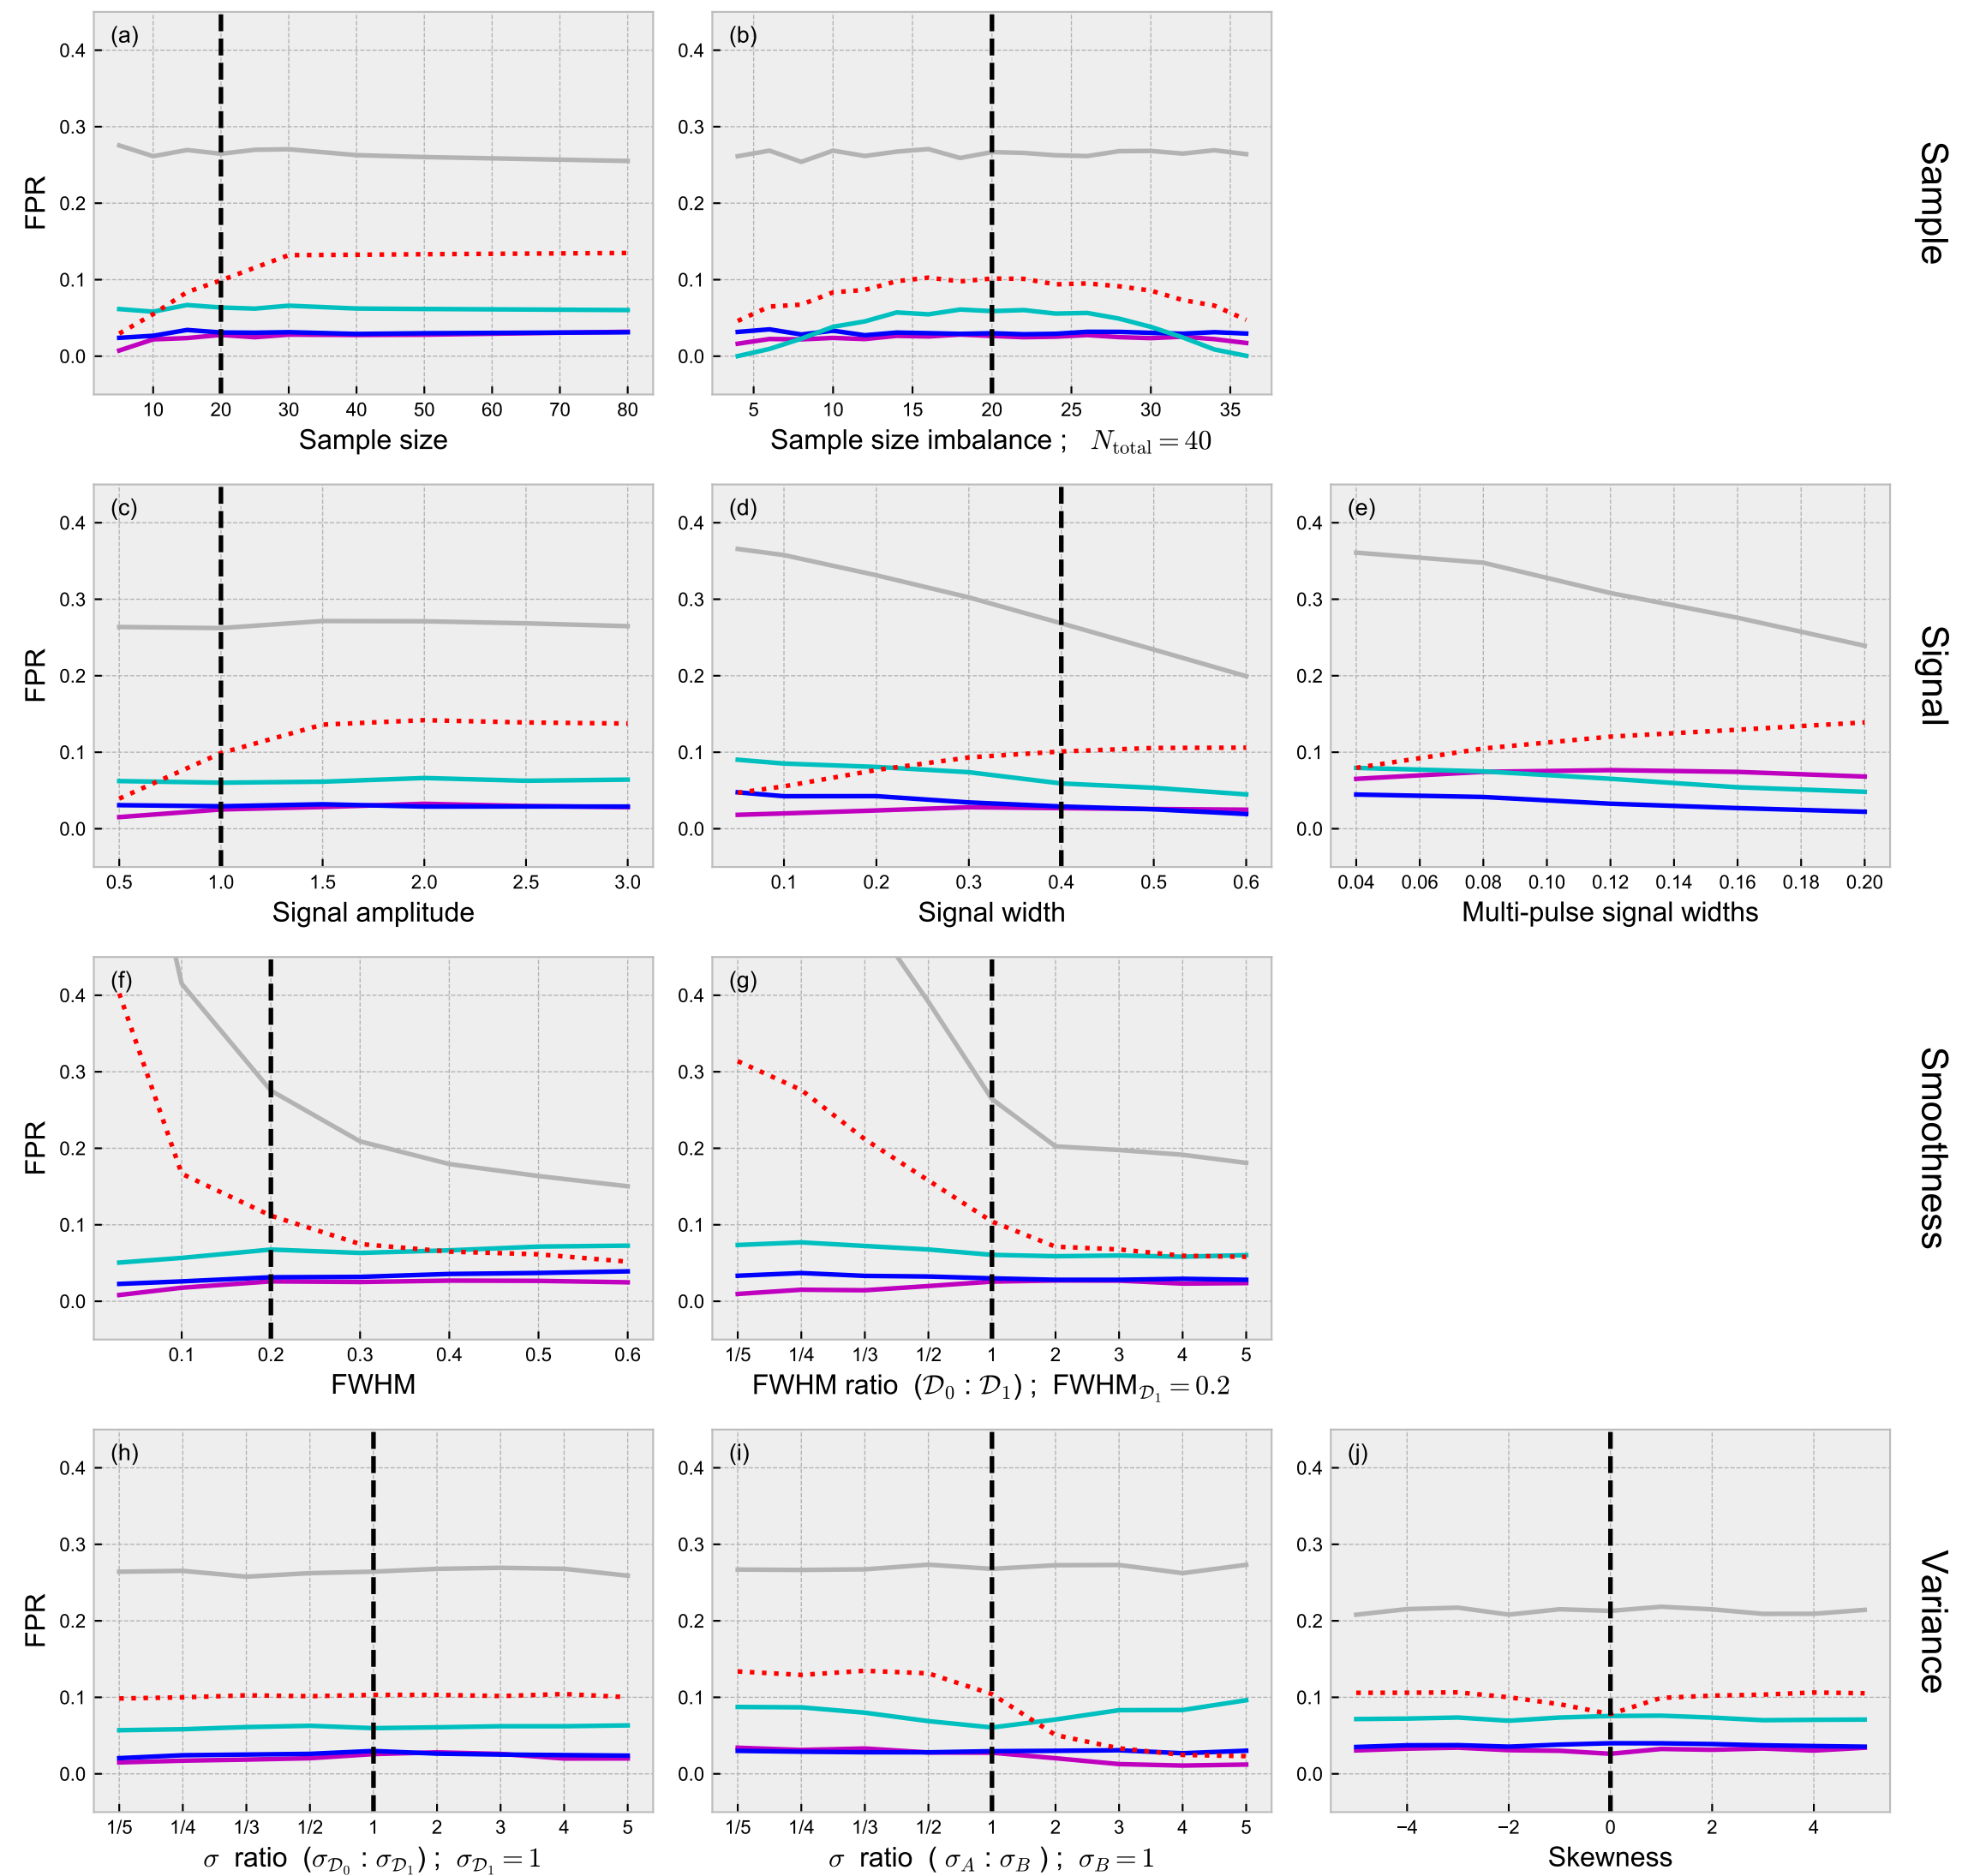 (a)
(b)
0.4
0.3
0.2
0.1
0.0
FPR
0.4
0.3
0.2
0.1
0.0
10 20 30 40 50 60 70 80
Sample size
5 10 15 20 25 30 35
Sample size imbalance ; N_total = 40
Sample
(c)
(d)
(e)
0.4
0.3
0.2
0.1
0.0
FPR
0.4
0.3
0.2
0.1
0.0
0.4
0.3
0.2
0.1
0.0
0.5 1.0 1.5 2.0 2.5 3.0
Signal amplitude
0.1 0.2 0.3 0.4 0.5 0.6
Signal width
0.04 0.06 0.08 0.10 0.12 0.14 0.16 0.18 0.20
Multi-pulse signal widths
Signal
(f)
(g)
0.4
0.3
0.2
0.1
0.0
FPR
0.4
0.3
0.2
0.1
0.0
0.1 0.2 0.3 0.4 0.5 0.6
FWHM
1/5 1/4 1/3 1/2 1 2 3 4 5
FWHM ratio (𝒟₀ : 𝒟₁) ; FWHM_𝒟₁ = 0.2
Smoothness
(h)
(i)
(j)
0.4
0.3
0.2
0.1
0.0
FPR
0.4
0.3
0.2
0.1
0.0
0.4
0.3
0.2
0.1
0.0
1/5 1/4 1/3 1/2 1 2 3 4 5
σ ratio (σ_𝒟₀ : σ_𝒟₁) ; σ_𝒟₁ = 1
1/5 1/4 1/3 1/2 1 2 3 4 5
σ ratio ( σ_A : σ_B ) ; σ_B = 1
−4 −2 0 2 4
Skewness
Variance